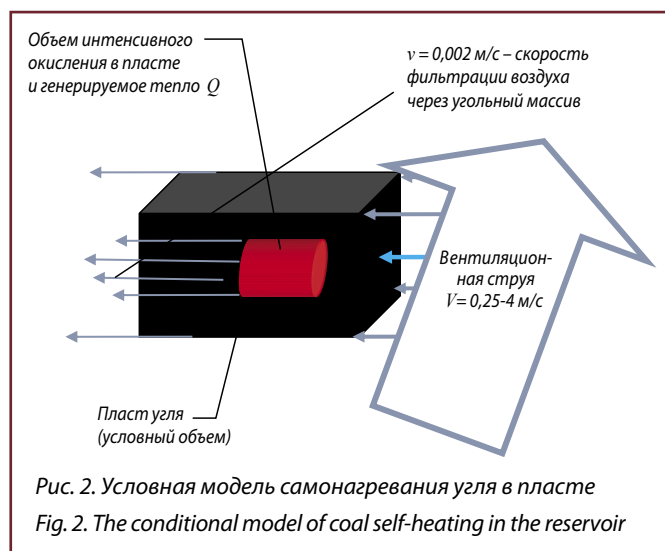 Объем интенсивного
окисления в пласте
и генерируемое тепло Q
v = 0,002 м/с – скорость
фильтрации воздуха
через угольный массив
Вентиляцион-
ная струя
V= 0,25-4 м/с
Пласт угля
(условный объем)
Рис. 2. Условная модель самонагревания угля в пласте
Fig. 2. The conditional model of coal self-heating in the reservoir